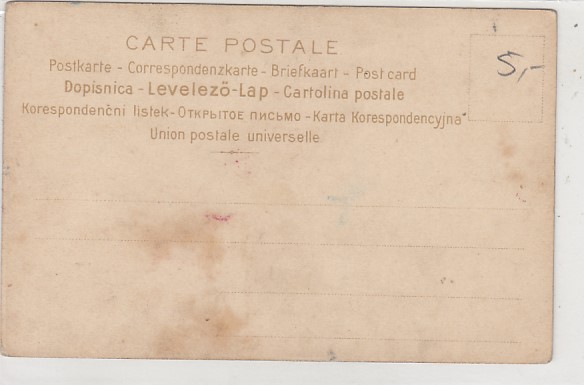 CARTE POSTALE
Postkarte - Correspondenzkarte - Briefkaart - Post card
Dopisnica - Levelező-Lap - Cartolina postale
Korespondenční lístek - Открытое письмо - Karta Korespondencyjna
Union postale universelle.
5,-